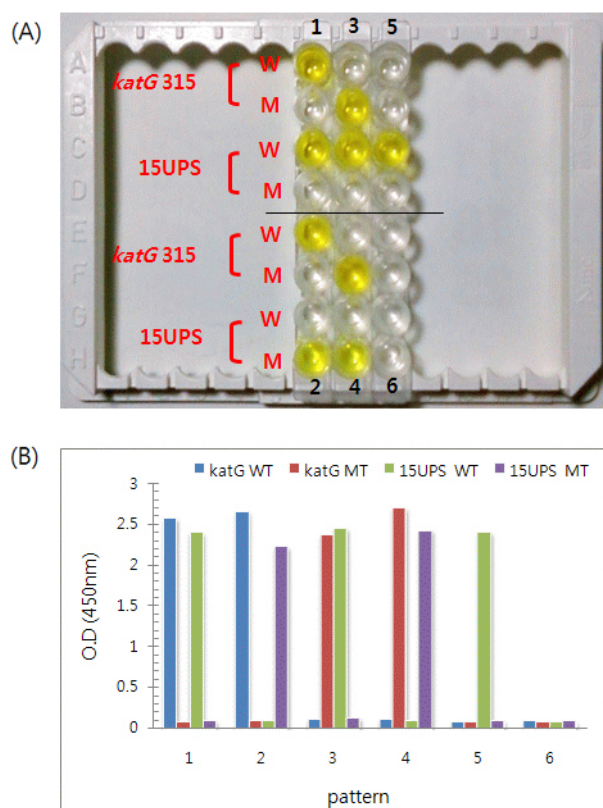 (A)
1 3 5
A W
katG 315
B M
C W
15UPS
D M
E W
katG 315
F M
G W
15UPS
H M
2 4 6
(B)
katG WT katG MT 15UPS WT 15UPS MT
3
2.5
2
1.5
1
0.5
0
O.D (450nm)
1 2 3 4 5 6
pattern